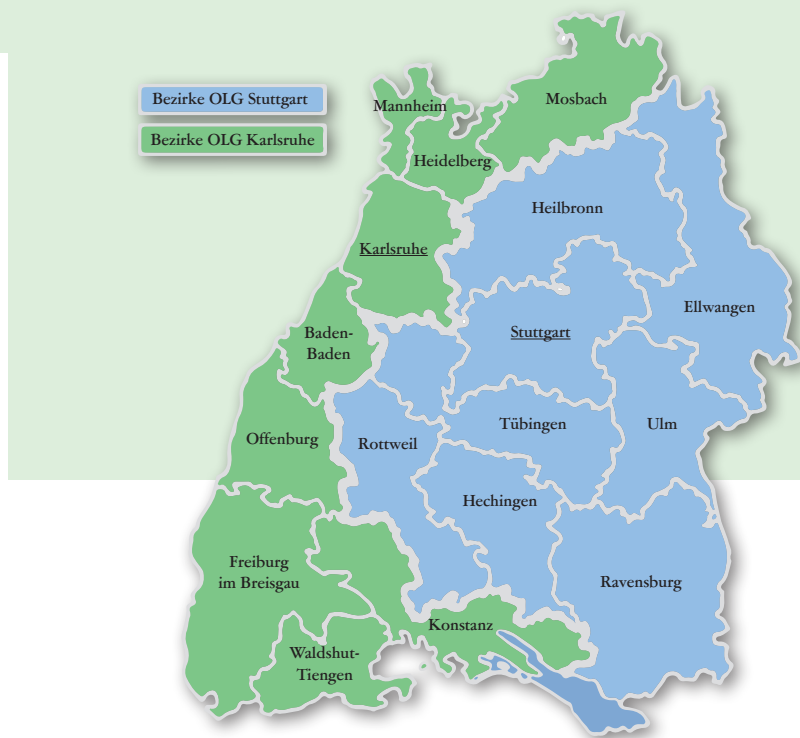 Bezirke OLG Stuttgart
Bezirke OLG Karlsruhe
Mannheim
Mosbach
Heidelberg
Heilbronn
Karlsruhe
Ellwangen
Baden-
Baden
Stuttgart
Offenburg
Rottweil
Tübingen
Ulm
Hechingen
Freiburg
im Breisgau
Ravensburg
Konstanz
Waldshut-
Tiengen